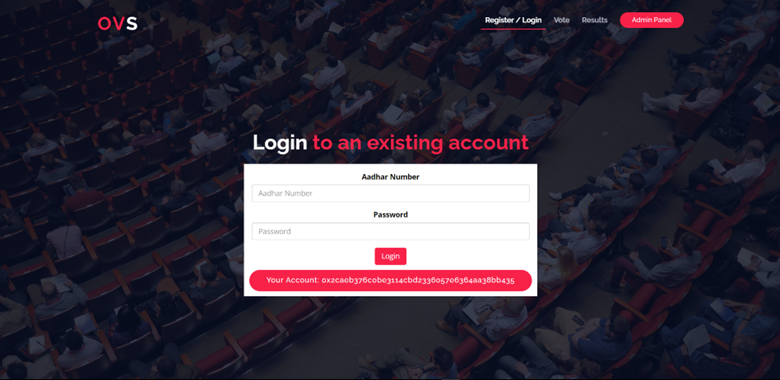 OVS
Register / Login Vote Results Admin Panel
Login to an existing account
Aadhar Number
Aadhar Number
Password
Password
Login
Your Account: